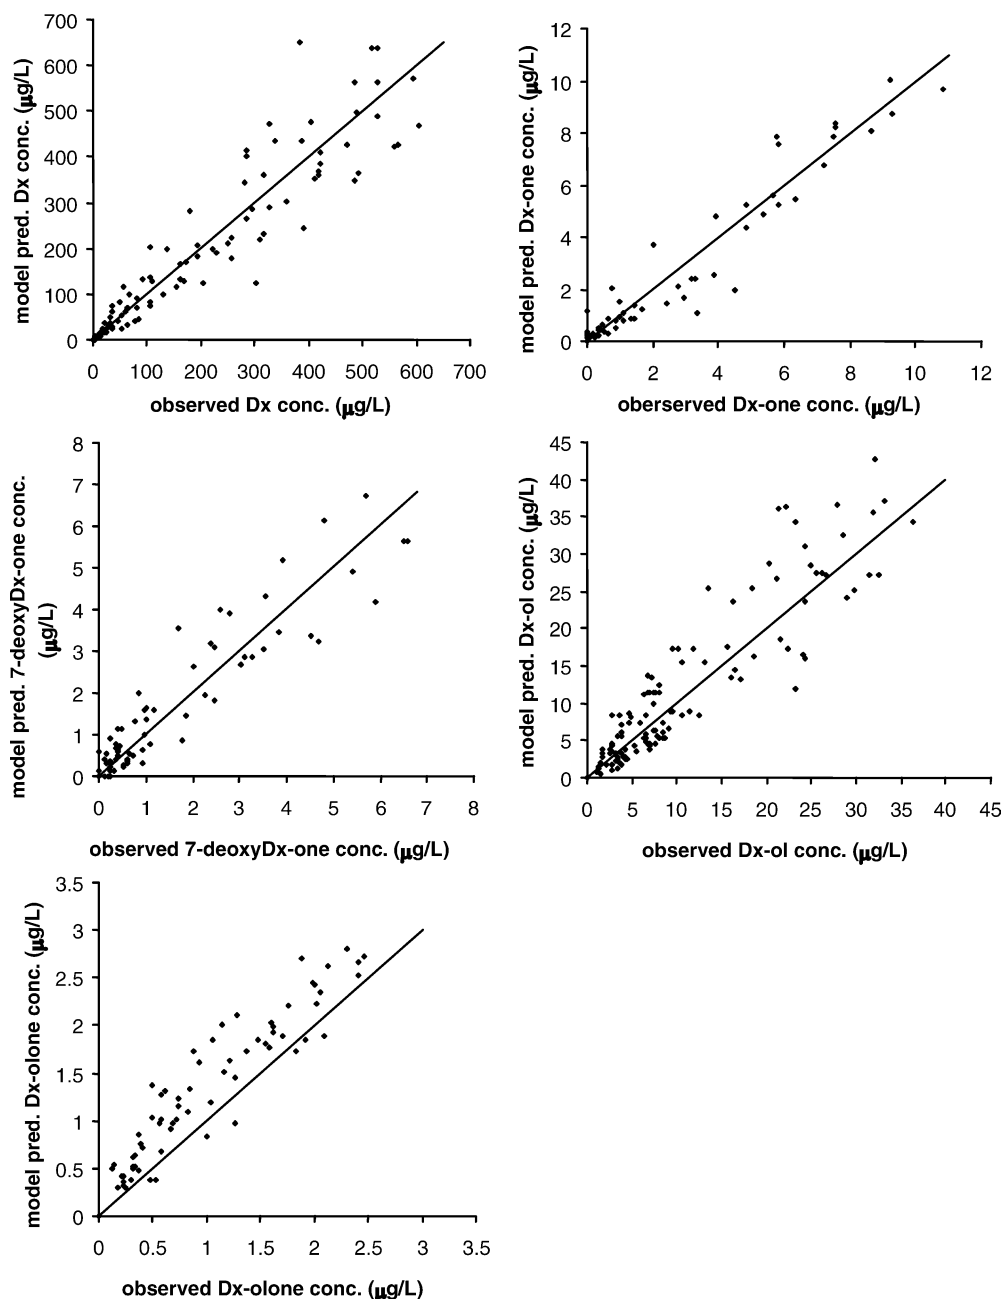 model pred. Dx conc. (µg/L)
700
600
500
400
300
200
100
0
0 100 200 300 400 500 600 700
observed Dx conc. (µg/L)
model pred. Dx-one conc. (µg/L)
12
10
8
6
4
2
0
0 2 4 6 8 10 12
oberserved Dx-one conc. (µg/L)
model pred. 7-deoxyDx-one conc.
(µg/L)
8
7
6
5
4
3
2
1
0
0 1 2 3 4 5 6 7 8
observed 7-deoxyDx-one conc. (µg/L)
model pred. Dx-ol conc. (µg/L)
45
40
35
30
25
20
15
10
5
0
0 5 10 15 20 25 30 35 40 45
observed Dx-ol conc. (µg/L)
model pred. Dx-olone conc. (µg/L)
3.5
3
2.5
2
1.5
1
0.5
0
0 0.5 1 1.5 2 2.5 3 3.5
observed Dx-olone conc. (µg/L)